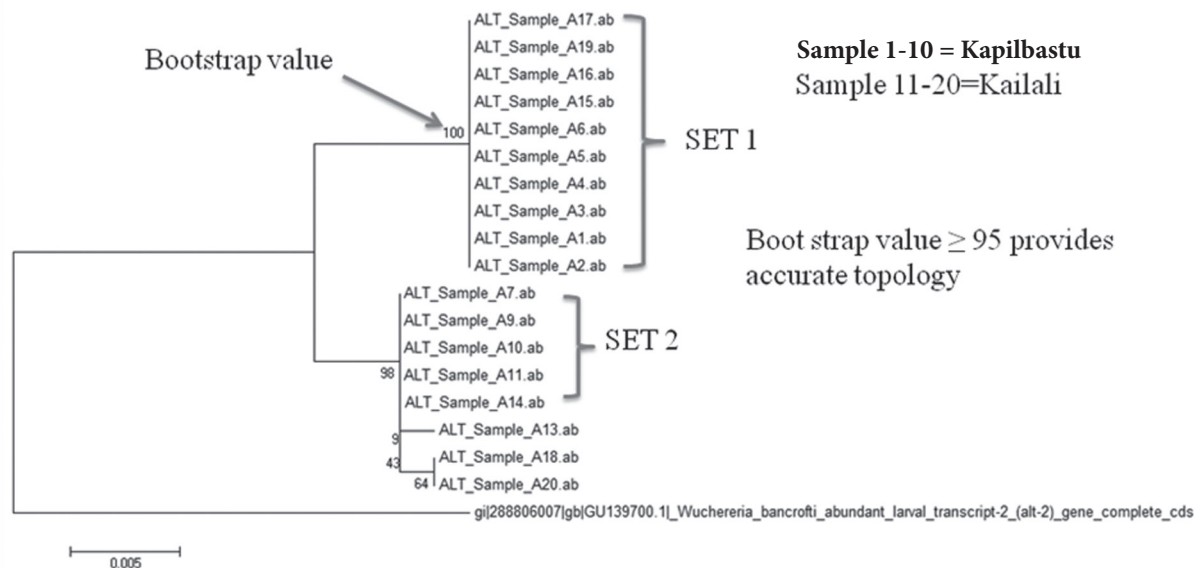 ALT_Sample_A17.ab
ALT_Sample_A19.ab
ALT_Sample_A16.ab
ALT_Sample_A15.ab
ALT_Sample_A6.ab
ALT_Sample_A5.ab
ALT_Sample_A4.ab
ALT_Sample_A3.ab
ALT_Sample_A1.ab
ALT_Sample_A2.ab
Bootstrap value
100
SET 1
Sample 1-10 = Kapilbastu
Sample 11-20=Kailali
Boot strap value ≥ 95 provides
accurate topology
ALT_Sample_A7.ab
ALT_Sample_A9.ab
ALT_Sample_A10.ab
ALT_Sample_A11.ab
ALT_Sample_A14.ab
SET 2
98
ALT_Sample_A13.ab
9
ALT_Sample_A18.ab
43
ALT_Sample_A20.ab
64
gi|288806007|gb|GU139700.1|_Wuchereria_bancrofti_abundant_larval_transcript-2_(alt-2)_gene_complete_cds
0.005